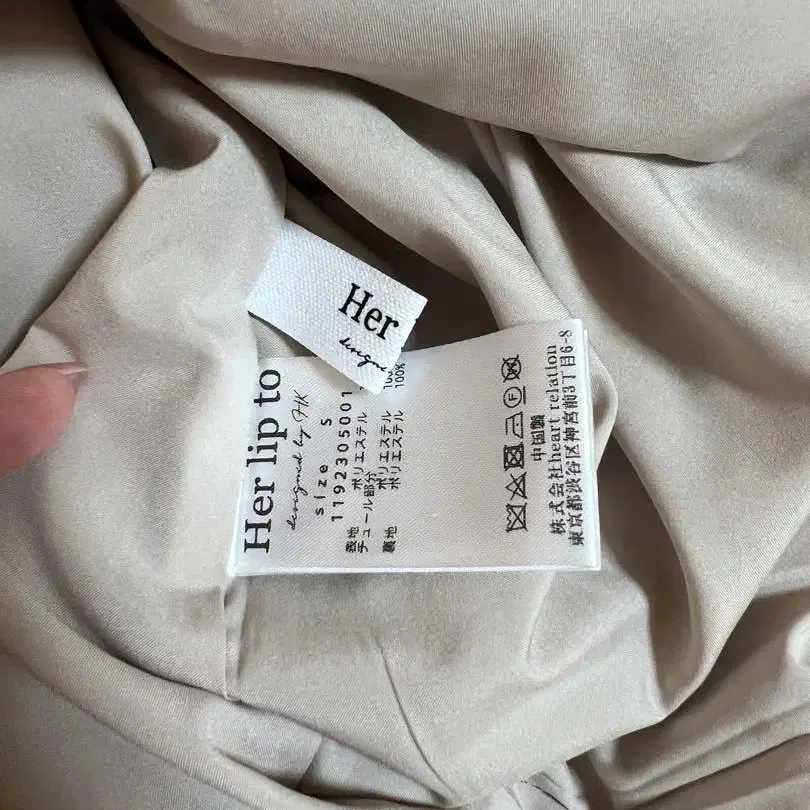 Her
Her lip to
designed by HK
size S
1192305001
表地 ポリエステル
チュール部分 ポリエステル 100%
裏地 ポリエステル 100%
中国製
株式会社heart relation
東京都渋谷区神宮前3丁目6-8